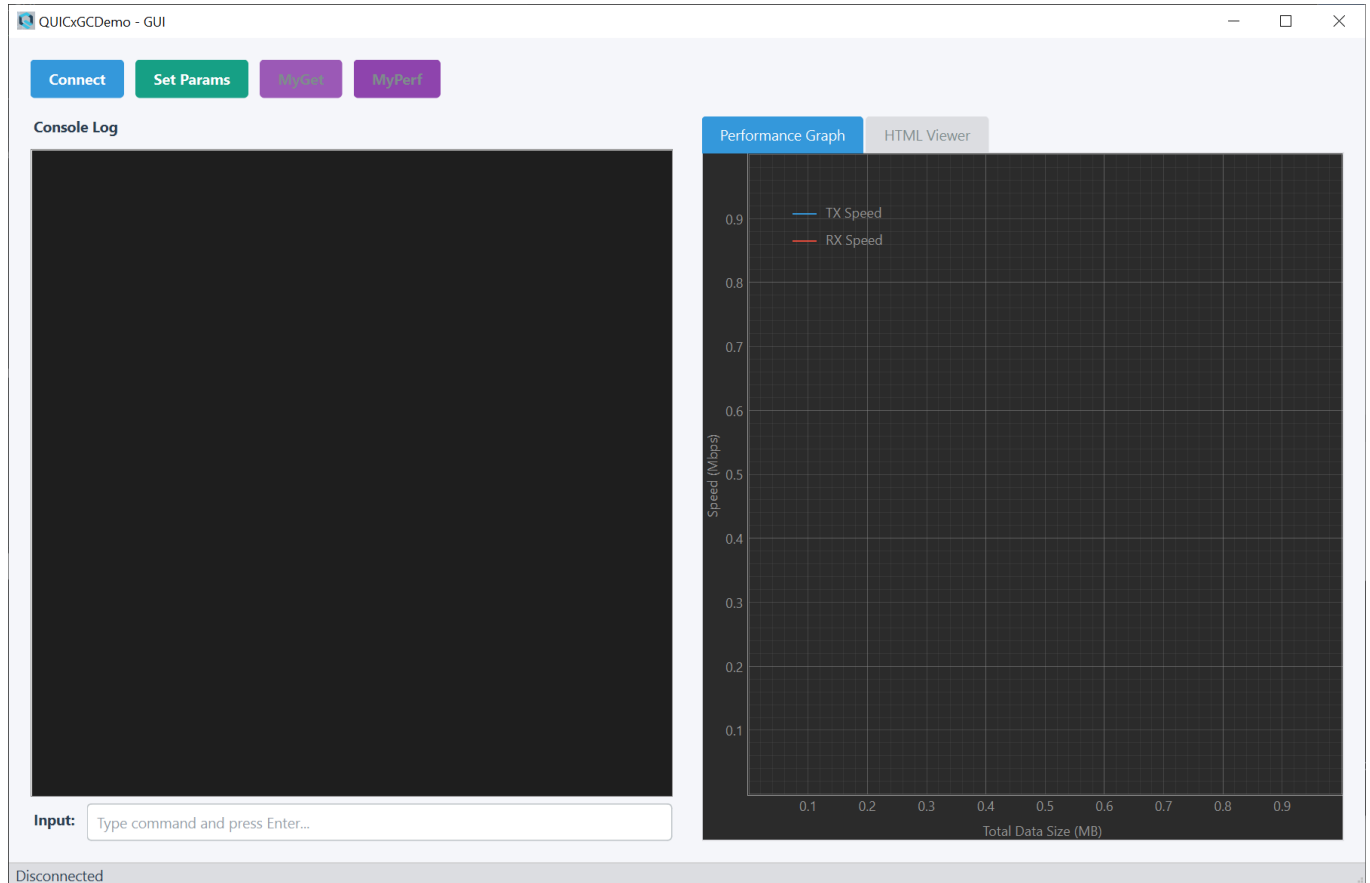 QUICxGCDemo - GUI
Connect Set Params MyGet MyPerf
Console Log
Input:
Type command and press Enter...
Performance Graph HTML Viewer
TX Speed
RX Speed
0.9
0.8
0.7
0.6
0.5
0.4
0.3
0.2
0.1
Speed (Mbps)
0.1 0.2 0.3 0.4 0.5 0.6 0.7 0.8 0.9
Total Data Size (MB)
Disconnected